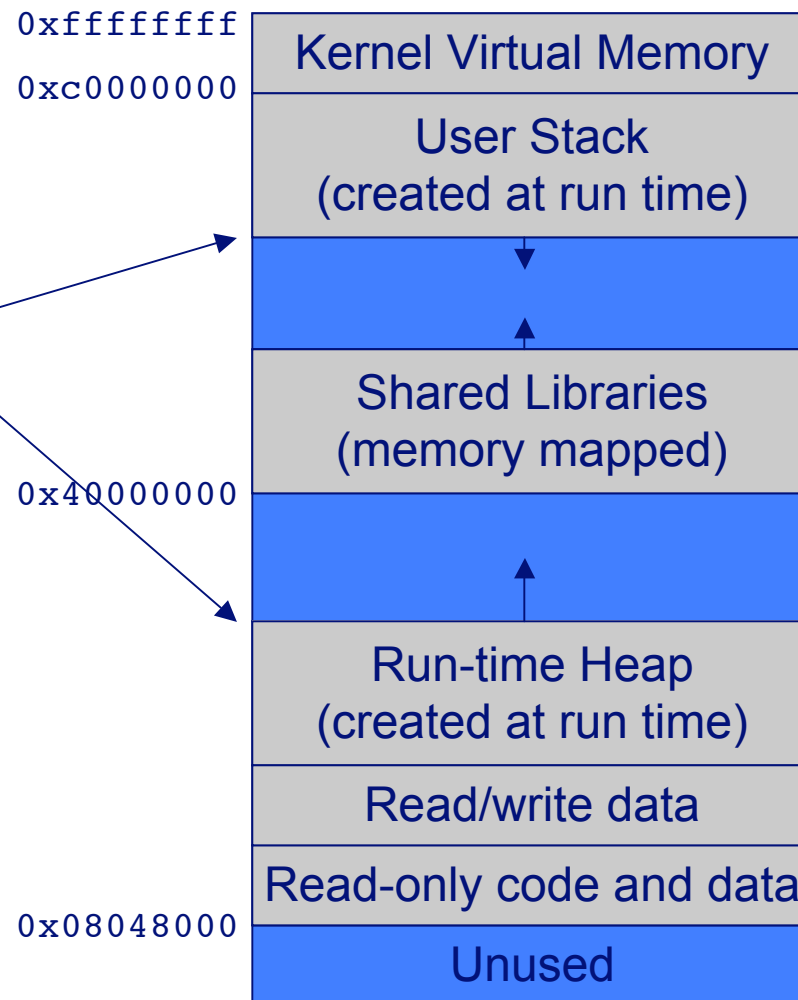 0xffffffff
Kernel Virtual Memory
0xc0000000
User Stack
(created at run time)
Shared Libraries
(memory mapped)
0x40000000
Run-time Heap
(created at run time)
Read/write data
Read-only code and data
0x08048000
Unused